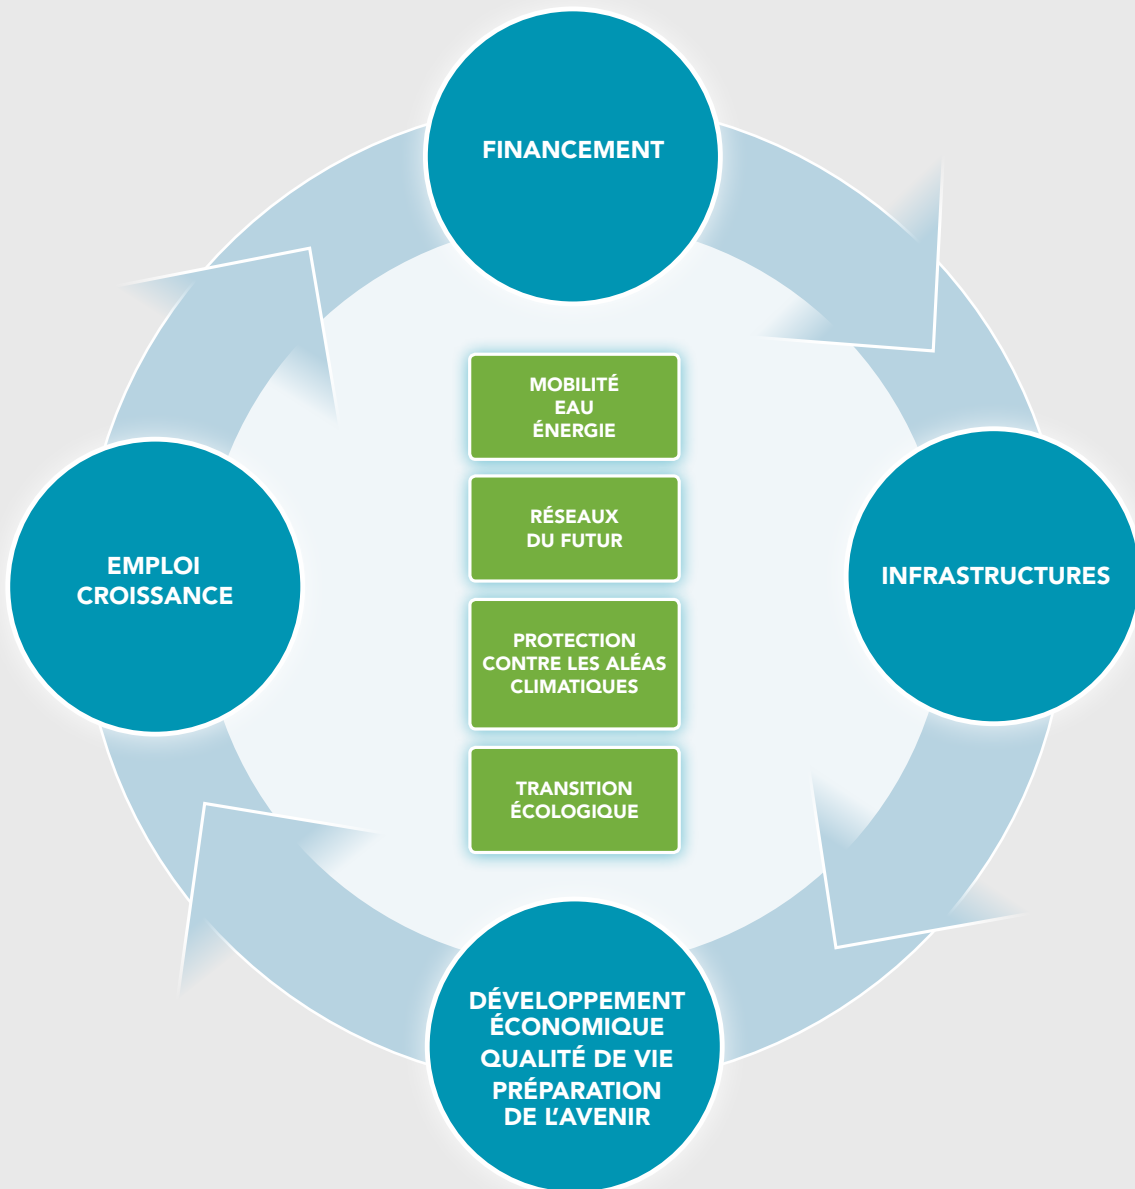 FINANCEMENT
MOBILITÉ
EAU
ÉNERGIE
RÉSEAUX
DU FUTUR
EMPLOI
CROISSANCE
INFRASTRUCTURES
PROTECTION
CONTRE LES ALÉAS
CLIMATIQUES
TRANSITION
ÉCOLOGIQUE
DÉVELOPPEMENT
ÉCONOMIQUE
QUALITÉ DE VIE
PRÉPARATION
DE L'AVENIR